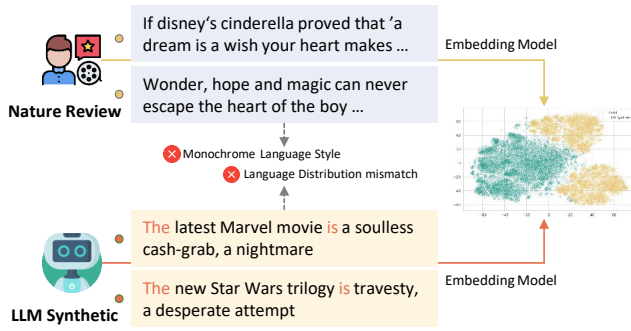 If disney‘s cinderella proved that ’a
dream is a wish your heart makes …
Embedding Model
Nature Review
Wonder, hope and magic can never
escape the heart of the boy …
Monochrome Language Style
Language Distribution mismatch
The latest Marvel movie is a soulless
cash-grab, a nightmare
Embedding Model
LLM Synthetic
The new Star Wars trilogy is travesty,
a desperate attempt